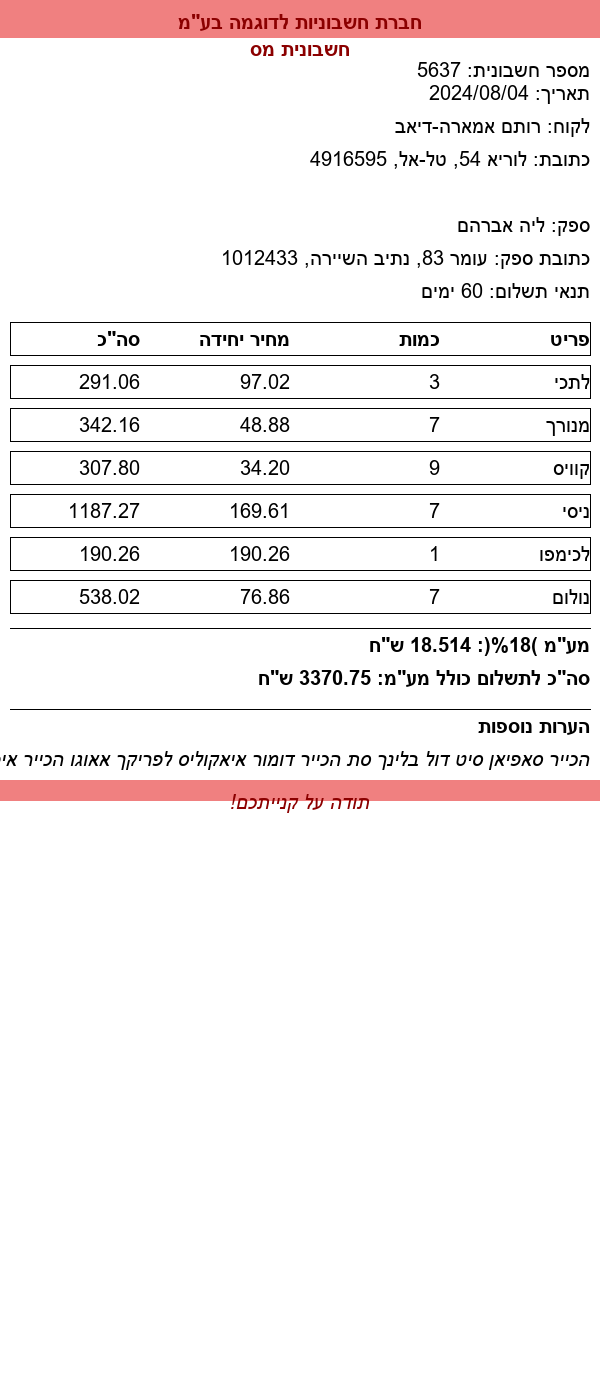 חברת חשבוניות לדוגמה בע"מ
חשבונית מס
מספר חשבונית: 5637
תאריך: 2024/08/04
לקוח: רותם אמארה-דיאב
כתובת: לוריא 54, טל-אל, 4916595
ספק: ליה אברהם
כתובת ספק: עומר 83, נתיב השיירה, 1012433
תנאי תשלום: 60 ימים
פריט כמות מחיר יחידה סה"כ
לתכי 3 97.02 291.06
מנורך 7 48.88 342.16
קוויס 9 34.20 307.80
ניסי 7 169.61 1187.27
לכימפו 1 190.26 190.26
נולום 7 76.86 538.02
מע"מ )18%(: 18.514 ש"ח
סה"כ לתשלום כולל מע"מ: 3370.75 ש"ח
הערות נוספות
הכייר סאפיאן סיט דול בלינך סת הכייר דומור איאקוליס לפריקך אאוגו הכייר
תודה על קנייתכם!